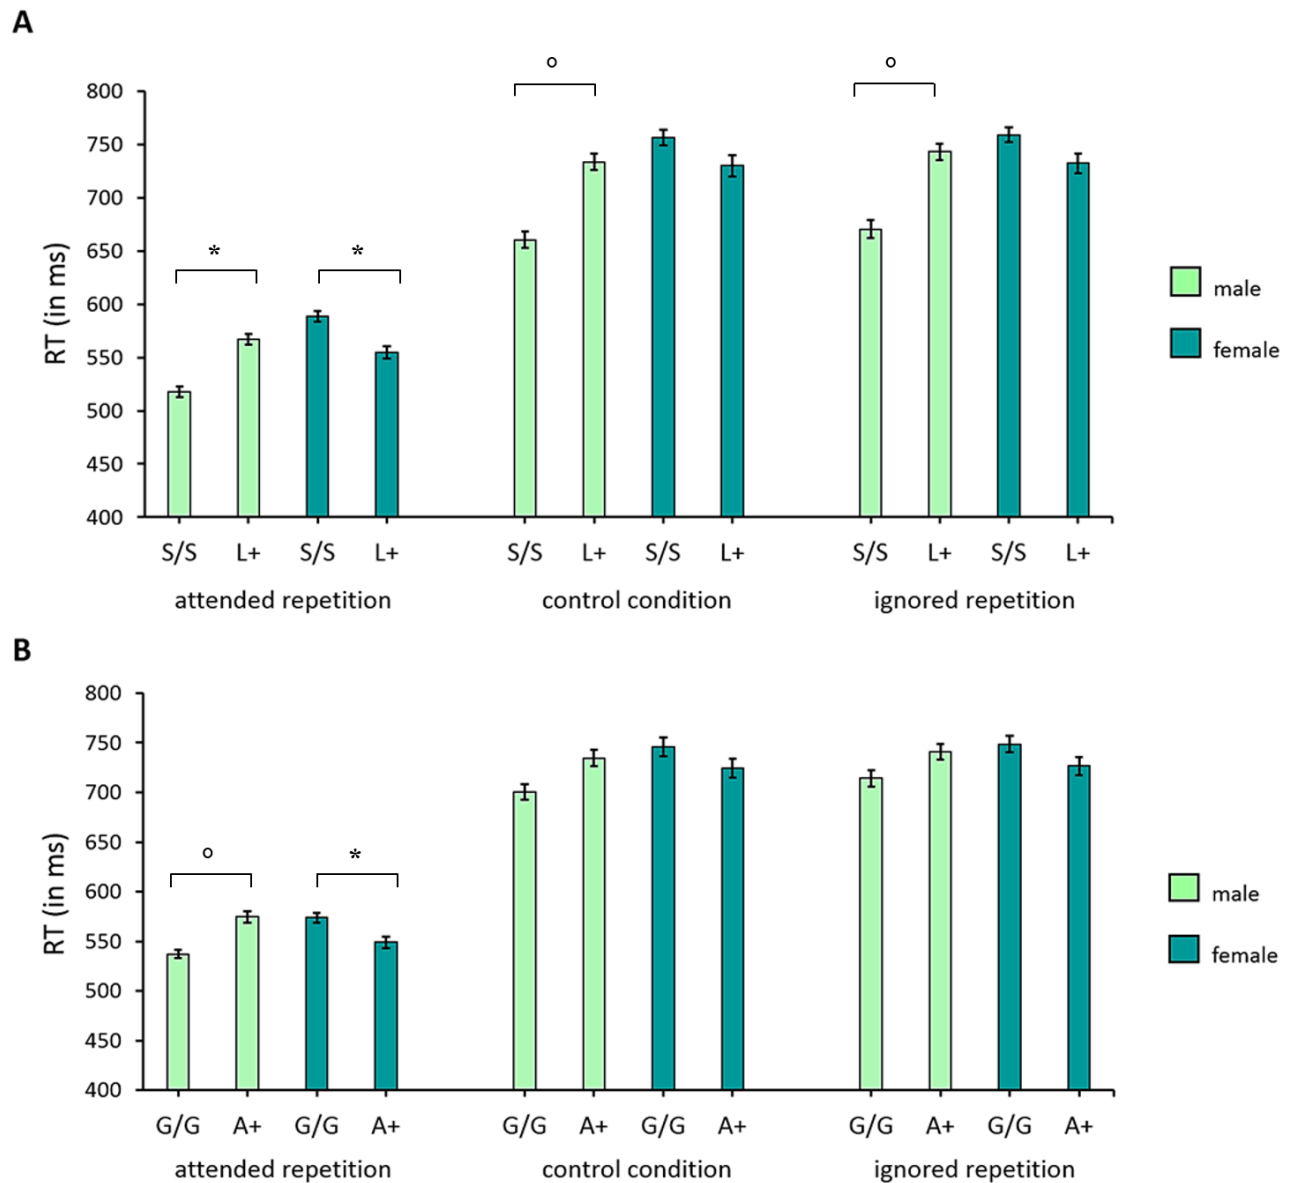 A
° °
800
750
700
650
600
550
500
450
400
* *
RT (in ms)
male
female
S/S L+ S/S L+ S/S L+ S/S L+ S/S L+ S/S L+
attended repetition control condition ignored repetition
B
800
750
700
650
600
550
500
450
400
° *
RT (in ms)
male
female
G/G A+ G/G A+ G/G A+ G/G A+ G/G A+ G/G A+
attended repetition control condition ignored repetition